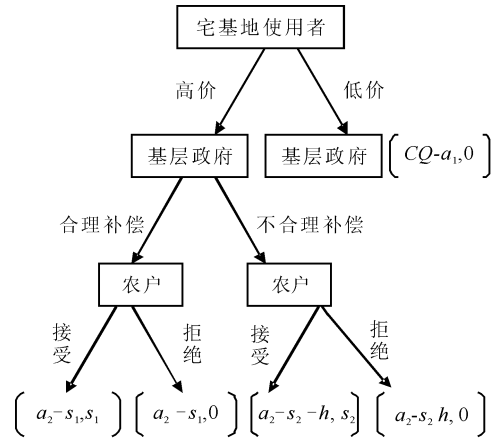 宅基地使用者
高价 低价
基层政府 基层政府 (CQ-a₁,0)
合理补偿 不合理补偿
农户 农户
接受 拒绝 接受 拒绝
(a₂-s₁,s₁) (a₂-s₁,0) (a₂-s₂-h, s₂) (a₂-s₂ h, 0)